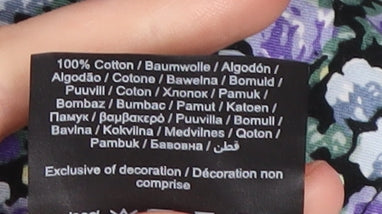 100% Cotton / Baumwolle / Algodón /
Algodão / Cotone / Bawełna / Bomuld /
Puuvill / Coton / Хлопок / Pamuk /
Bombaz / Bumbac / Pamut / Katoen /
Памук / βαμβακερό / Puuvilla / Bomull /
Bavlna / Kokvilna / Medvilnes / Qoton /
Pambuk / Бавовна / قطن
Exclusive of decoration / Décoration non
comprise